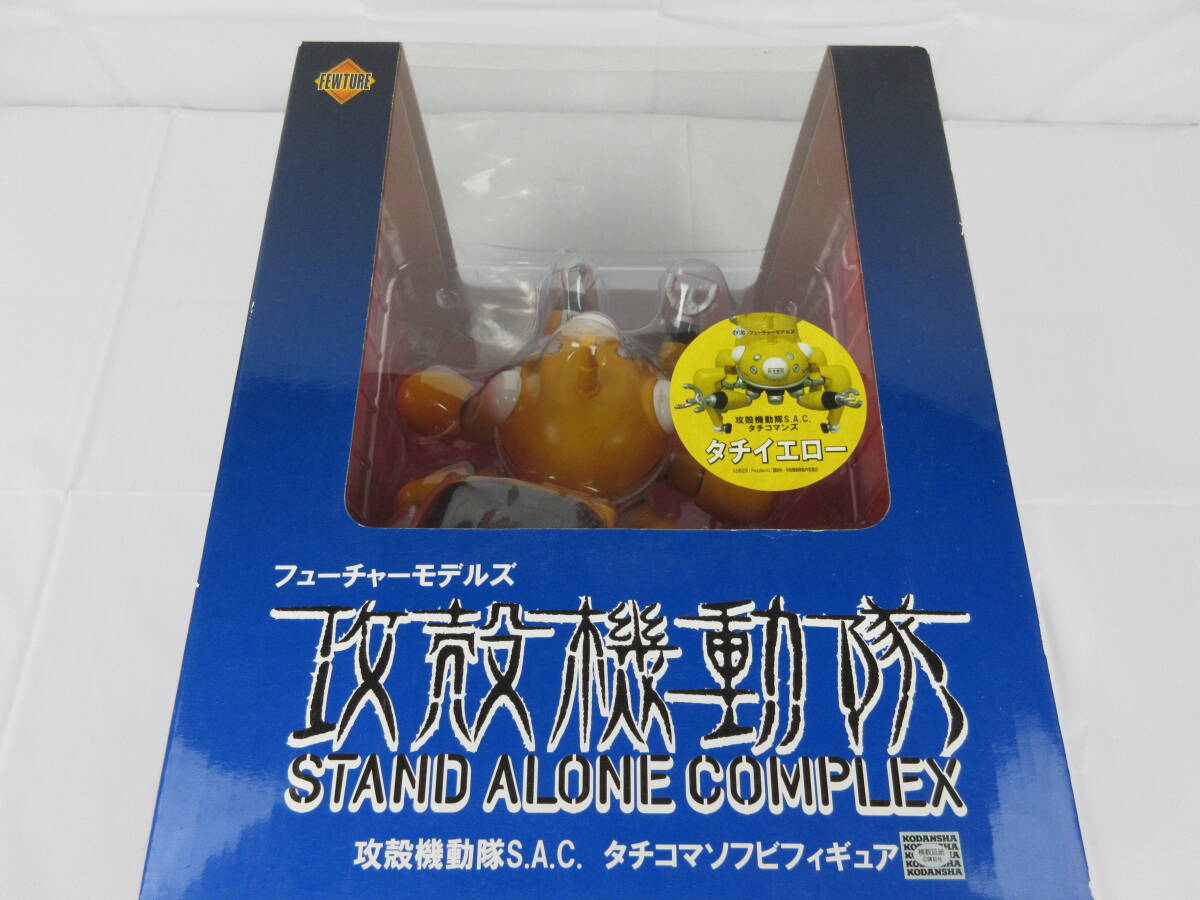 FEWTURE
フューチャーモデルズ
攻殻機動隊S.A.C.
タチコマンズ
タチイエロー
フューチャーモデルズ
攻殻機動隊
STAND ALONE COMPLEX
攻殻機動隊S.A.C. タチコマソフビフィギュア
KODANSHA
KODANSHA